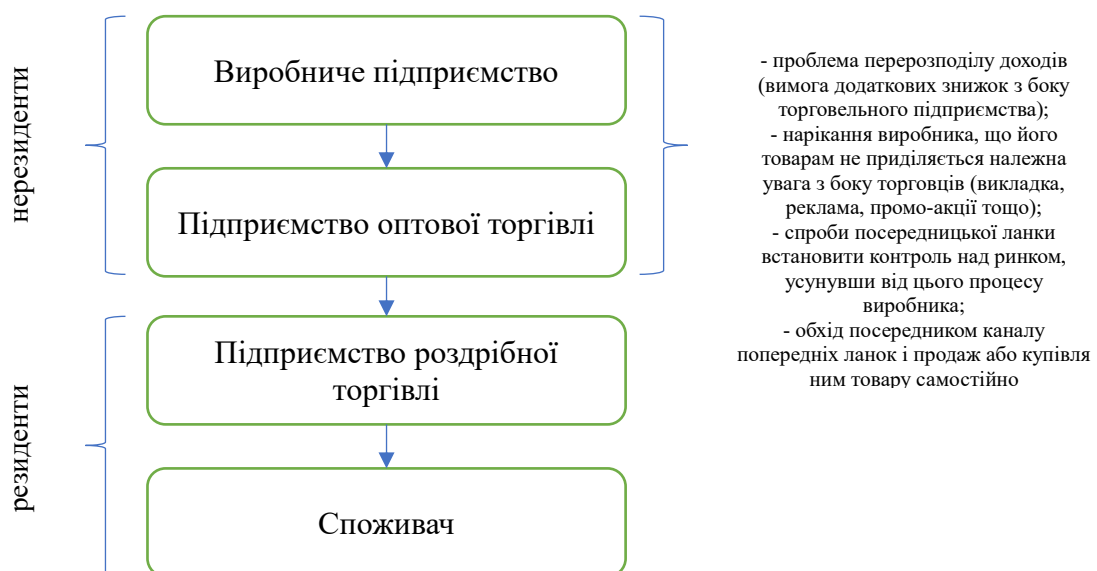 нерезиденти
Виробниче підприємство
Підприємство оптової торгівлі
- проблема перерозподілу доходів
(вимога додаткових знижок з боку
торговельного підприємства);
- нарікання виробника, що його
товарам не приділяється належна
увага з боку торговців (викладка,
реклама, промо-акції тощо);
- спроби посередницької ланки
встановити контроль над ринком,
усунувши від цього процесу
виробника;
- обхід посередником каналу
попередніх ланок і продаж або купівля
ним товару самостійно
резиденти
Підприємство роздрібної
торгівлі
Споживач